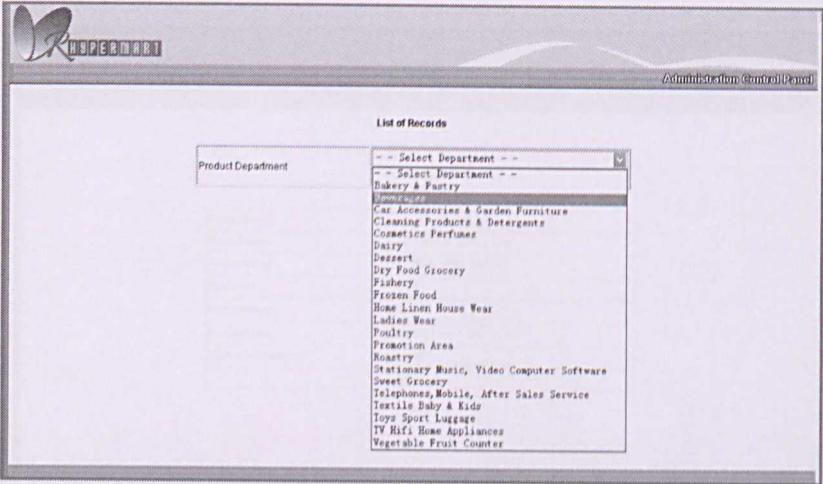 HYPERMART
Administration Control Panel
List of Records
Product Department
- - Select Department - -
- - Select Department - -
Bakery & Pastry
Beverages
Car Accessories & Garden Furniture
Cleaning Products & Detergents
Cosmetics Perfumes
Dairy
Dessert
Dry Food Grocery
Fishery
Frozen Food
Home Linen House Wear
Ladies Wear
Poultry
Promotion Area
Roastry
Stationary Music, Video Computer Software
Sweet Grocery
Telephones,Mobile, After Sales Service
Textile Baby & Kids
Toys Sport Luggage
TV Hifi Home Appliances
Vegetable Fruit Counter